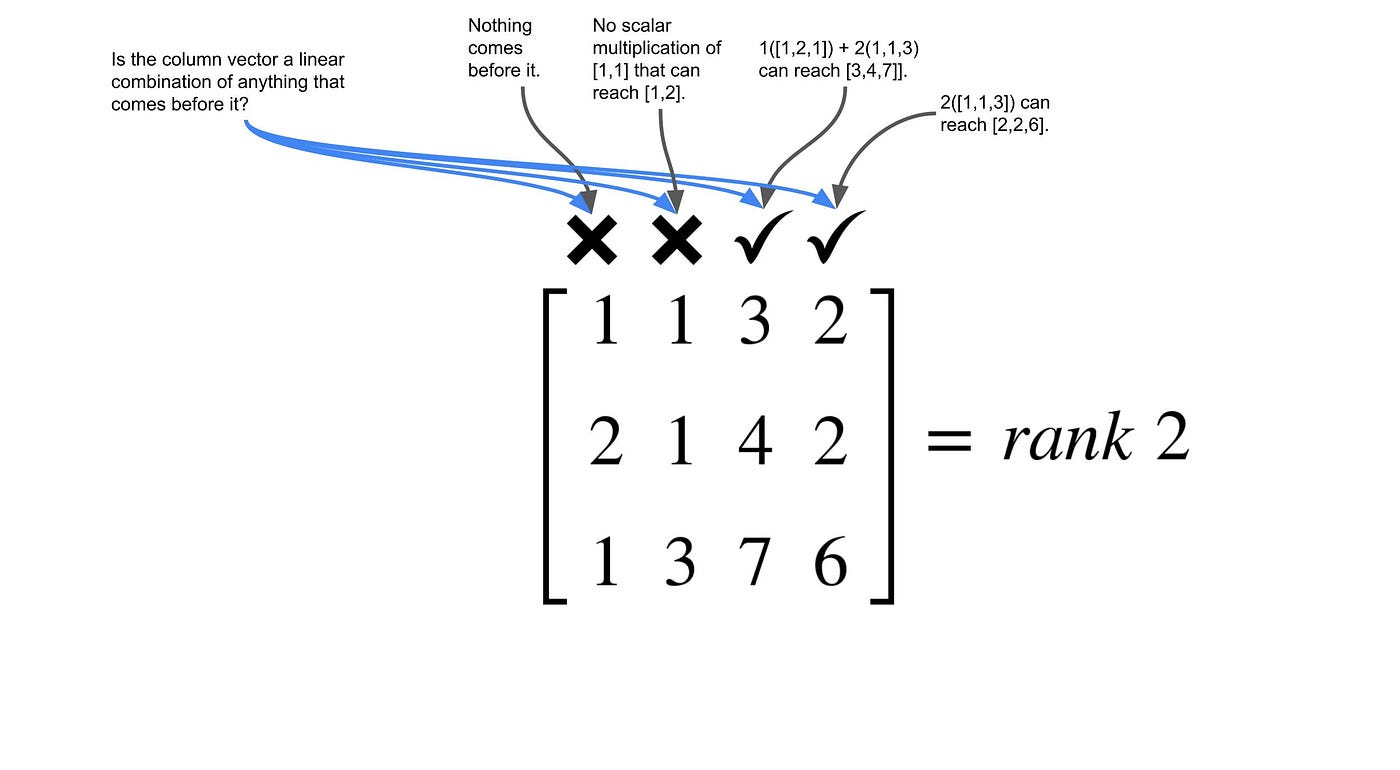 Is the column vector a linear
combination of anything that
comes before it?
Nothing
comes
before it.
No scalar
multiplication of
[1,1] that can
reach [1,2].
1([1,2,1]) + 2(1,1,3)
can reach [3,4,7]].
2([1,1,3]) can
reach [2,2,6].
1 1 3 2
2 1 4 2
= rank 2
1 3 7 6